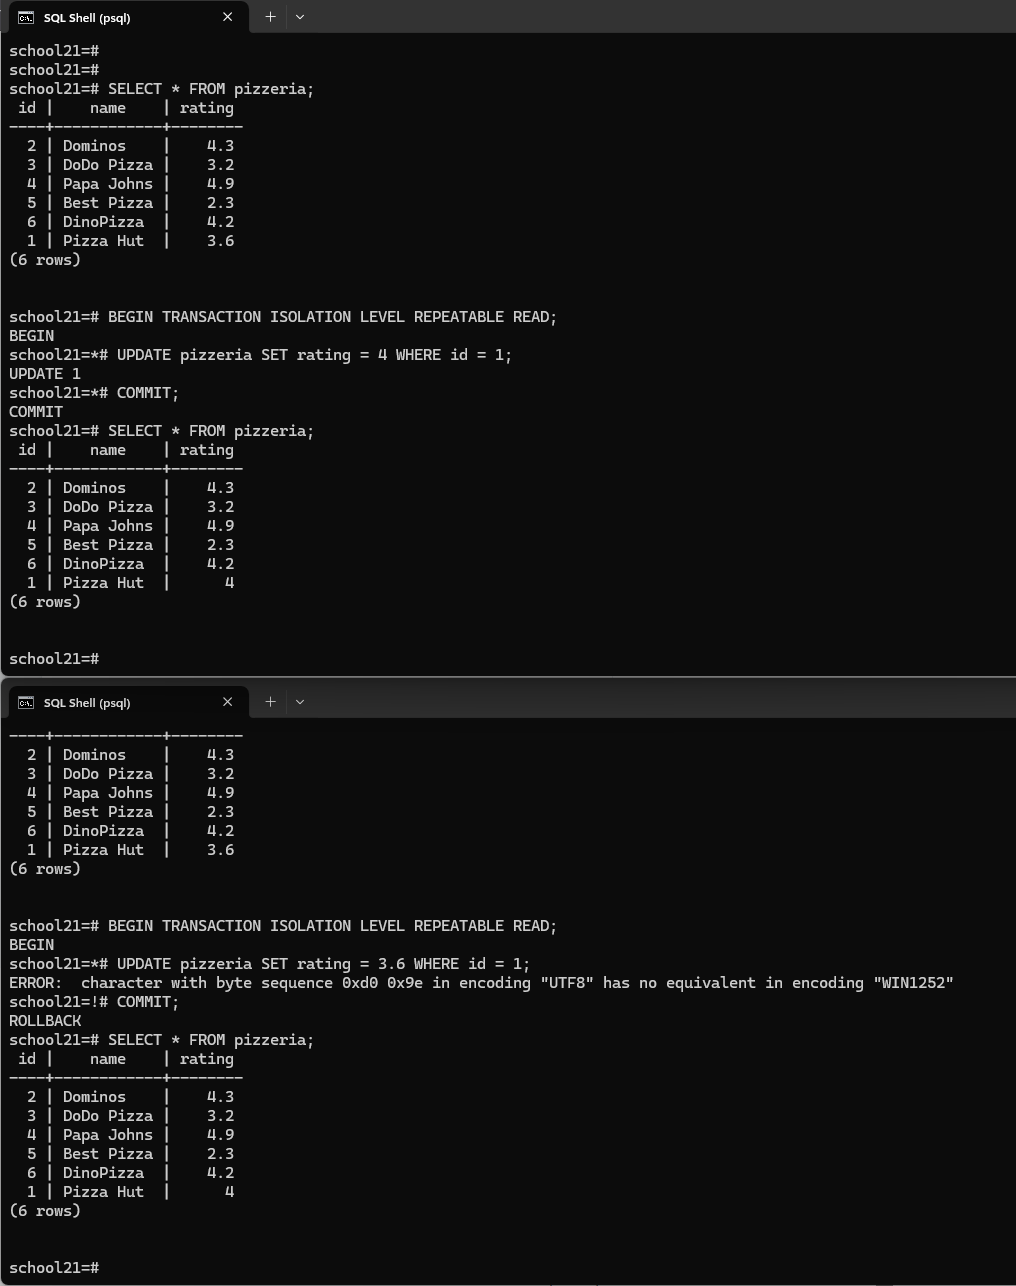 SQL Shell (psql)
school21=#
school21=#
school21=# SELECT * FROM pizzeria;
 id |    name    | rating
----+------------+--------
  2 | Dominos    |    4.3
  3 | DoDo Pizza |    3.2
  4 | Papa Johns |    4.9
  5 | Best Pizza |    2.3
  6 | DinoPizza  |    4.2
  1 | Pizza Hut  |    3.6
(6 rows)
school21=# BEGIN TRANSACTION ISOLATION LEVEL REPEATABLE READ;
BEGIN
school21=*# UPDATE pizzeria SET rating = 4 WHERE id = 1;
UPDATE 1
school21=*# COMMIT;
COMMIT
school21=# SELECT * FROM pizzeria;
 id |    name    | rating
----+------------+--------
  2 | Dominos    |    4.3
  3 | DoDo Pizza |    3.2
  4 | Papa Johns |    4.9
  5 | Best Pizza |    2.3
  6 | DinoPizza  |    4.2
  1 | Pizza Hut  |      4
(6 rows)
school21=#
SQL Shell (psql)
----+------------+--------
  2 | Dominos    |    4.3
  3 | DoDo Pizza |    3.2
  4 | Papa Johns |    4.9
  5 | Best Pizza |    2.3
  6 | DinoPizza  |    4.2
  1 | Pizza Hut  |    3.6
(6 rows)
school21=# BEGIN TRANSACTION ISOLATION LEVEL REPEATABLE READ;
BEGIN
school21=*# UPDATE pizzeria SET rating = 3.6 WHERE id = 1;
ERROR:  character with byte sequence 0xd0 0x9e in encoding "UTF8" has no equivalent in encoding "WIN1252"
school21=!# COMMIT;
ROLLBACK
school21=# SELECT * FROM pizzeria;
 id |    name    | rating
----+------------+--------
  2 | Dominos    |    4.3
  3 | DoDo Pizza |    3.2
  4 | Papa Johns |    4.9
  5 | Best Pizza |    2.3
  6 | DinoPizza  |    4.2
  1 | Pizza Hut  |      4
(6 rows)
school21=#